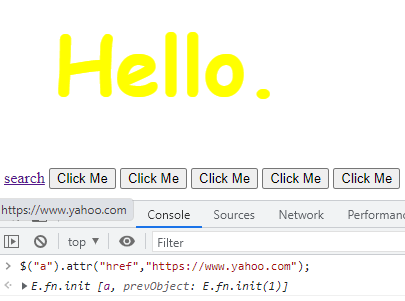 Hello.
search Click Me Click Me Click Me Click Me Click Me
https://www.yahoo.com Console Sources Network Performanc
top Filter
> $("a").attr("href","https://www.yahoo.com");
E.fn.init [a, prevObject: E.fn.init(1)]